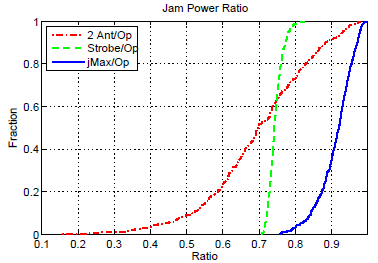 Jam Power Ratio
1
0.8
0.6
0.4
0.2
0
Fraction
2 Ant/Op
Strobe/Op
jMax/Op
0.1 0.2 0.3 0.4 0.5 0.6 0.7 0.8 0.9
Ratio